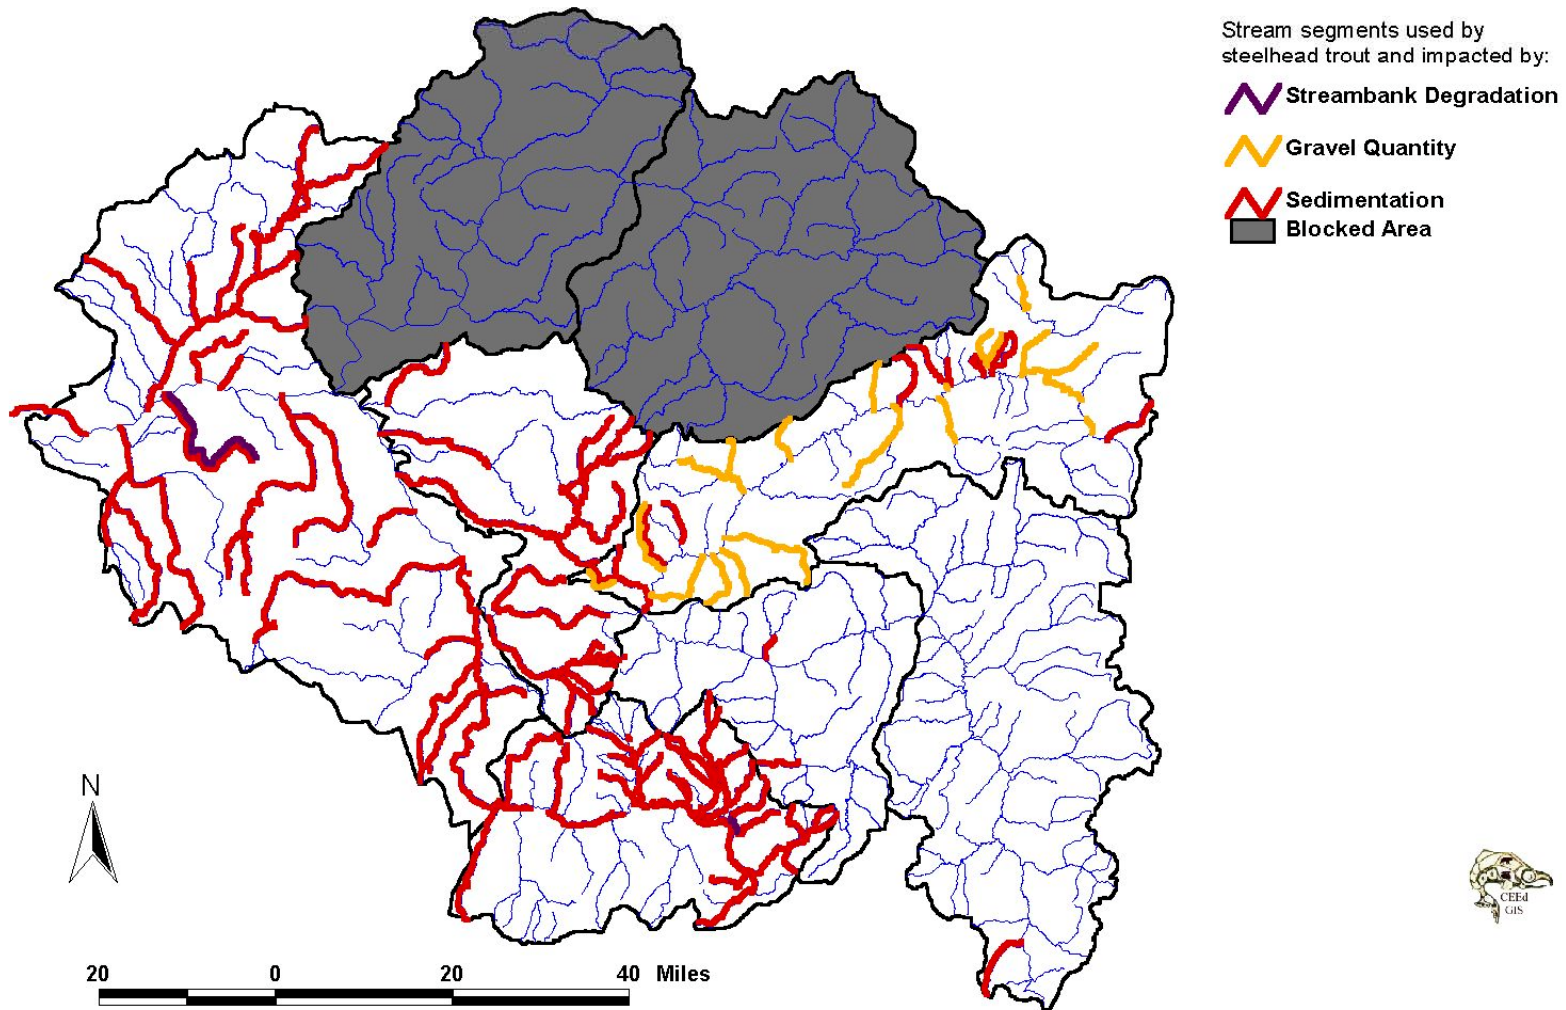 Stream segments used by
steelhead trout and impacted by:
Streambank Degradation
Gravel Quantity
Sedimentation
Blocked Area
N
CEEd
GIS
20 0 20 40 Miles